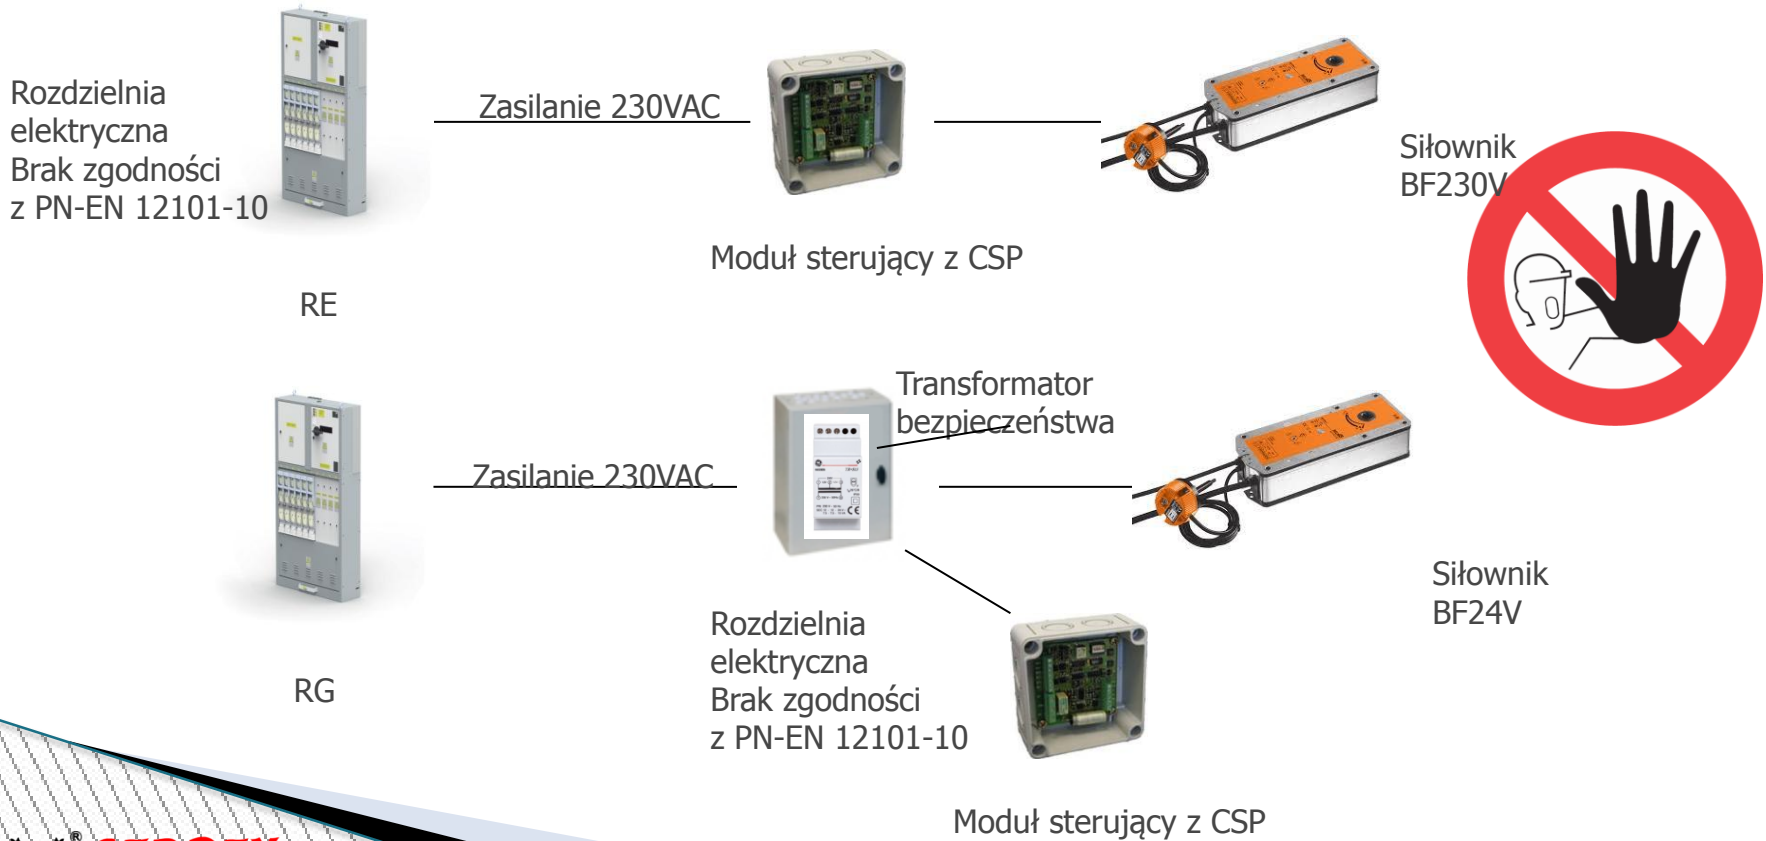 Rozdzielnia
elektryczna
Brak zgodności
z PN-EN 12101-10
RE
Zasilanie 230VAC
Moduł sterujący z CSP
Siłownik
BF230V
RG
Zasilanie 230VAC
Transformator
bezpieczeństwa
Rozdzielnia
elektryczna
Brak zgodności
z PN-EN 12101-10
Siłownik
BF24V
Moduł sterujący z CSP